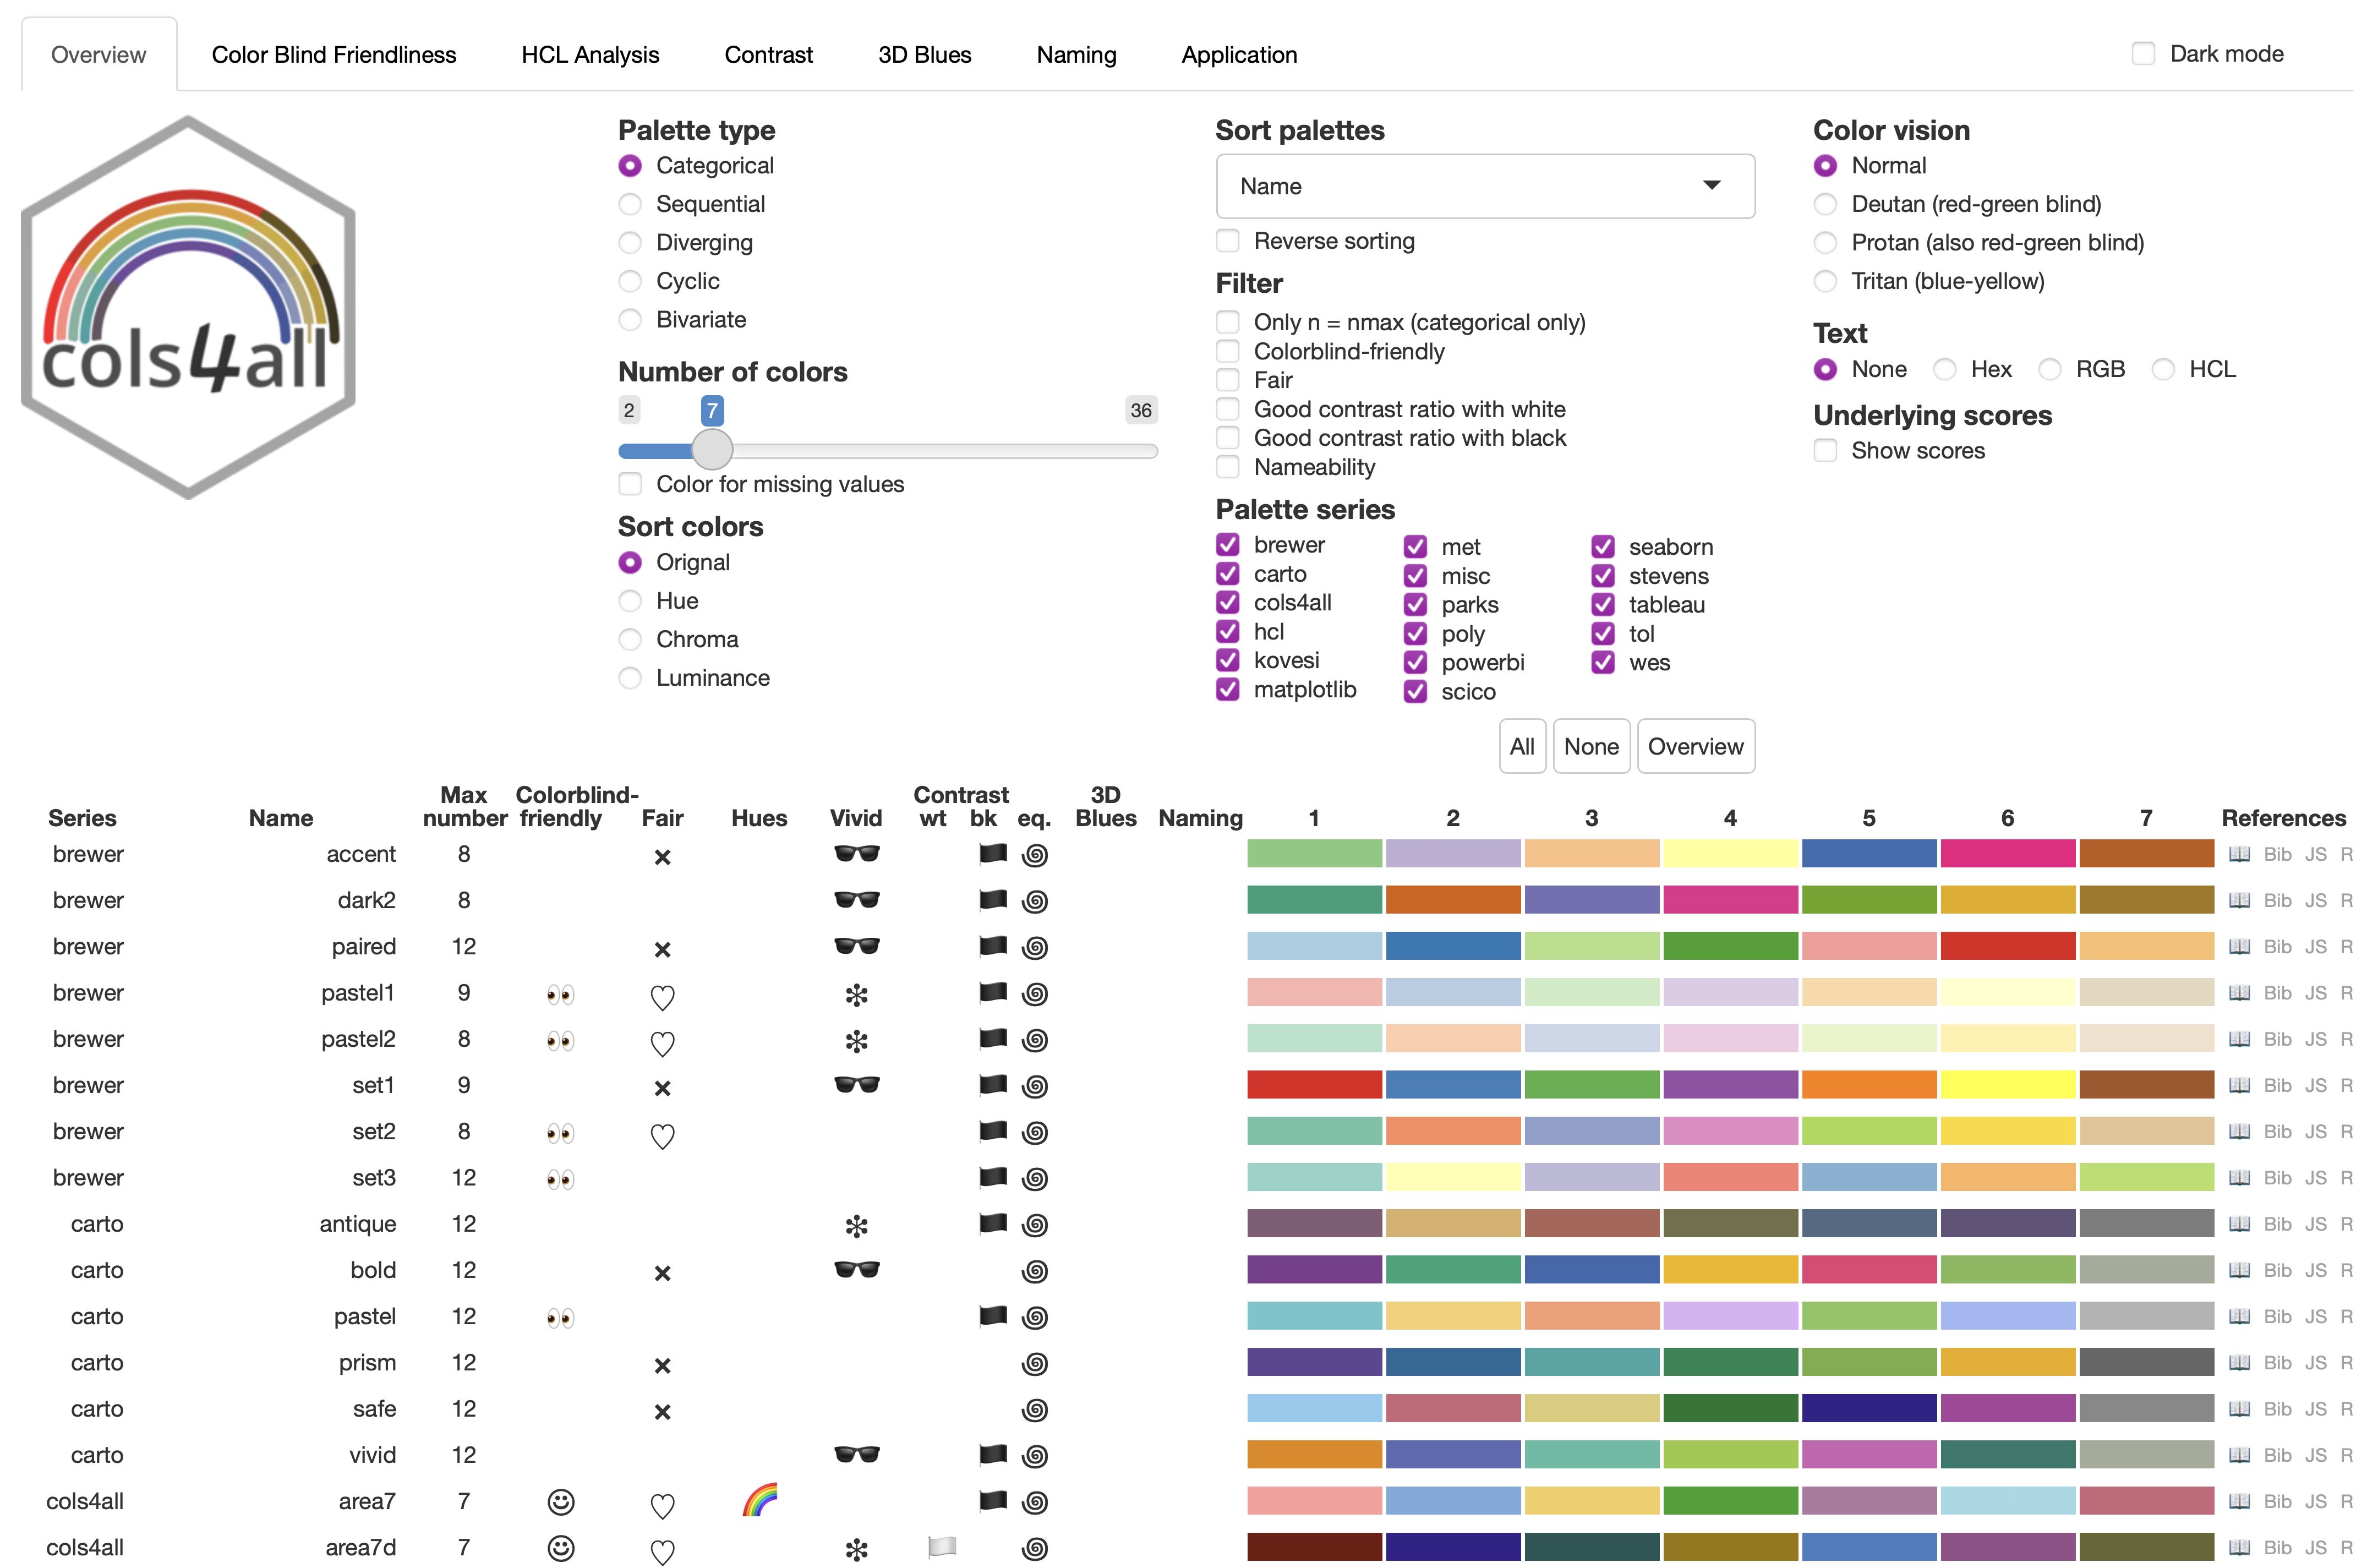 Overview
Color Blind Friendliness
HCL Analysis
Contrast
3D Blues
Naming
Application
Dark mode
cols4all
Palette type
Categorical
Sequential
Diverging
Cyclic
Bivariate
Number of colors
2 7 36
Color for missing values
Sort colors
Orignal
Hue
Chroma
Luminance
Sort palettes
Name
Reverse sorting
Filter
Only n = nmax (categorical only)
Colorblind-friendly
Fair
Good contrast ratio with white
Good contrast ratio with black
Nameability
Palette series
brewer
carto
cols4all
hcl
kovesi
matplotlib
met
misc
parks
poly
powerbi
scico
seaborn
stevens
tableau
tol
wes
All None Overview
Color vision
Normal
Deutan (red-green blind)
Protan (also red-green blind)
Tritan (blue-yellow)
Text
None Hex RGB HCL
Underlying scores
Show scores
Max Colorblind- Contrast 3D
Series Name number friendly Fair Hues Vivid wt bk eq. Blues Naming 1 2 3 4 5 6 7 References
brewer accent 8 Bib JS R
brewer dark2 8 Bib JS R
brewer paired 12 Bib JS R
brewer pastel1 9 Bib JS R
brewer pastel2 8 Bib JS R
brewer set1 9 Bib JS R
brewer set2 8 Bib JS R
brewer set3 12 Bib JS R
carto antique 12 Bib JS R
carto bold 12 Bib JS R
carto pastel 12 Bib JS R
carto prism 12 Bib JS R
carto safe 12 Bib JS R
carto vivid 12 Bib JS R
cols4all area7 7 Bib JS R
cols4all area7d 7 Bib JS R